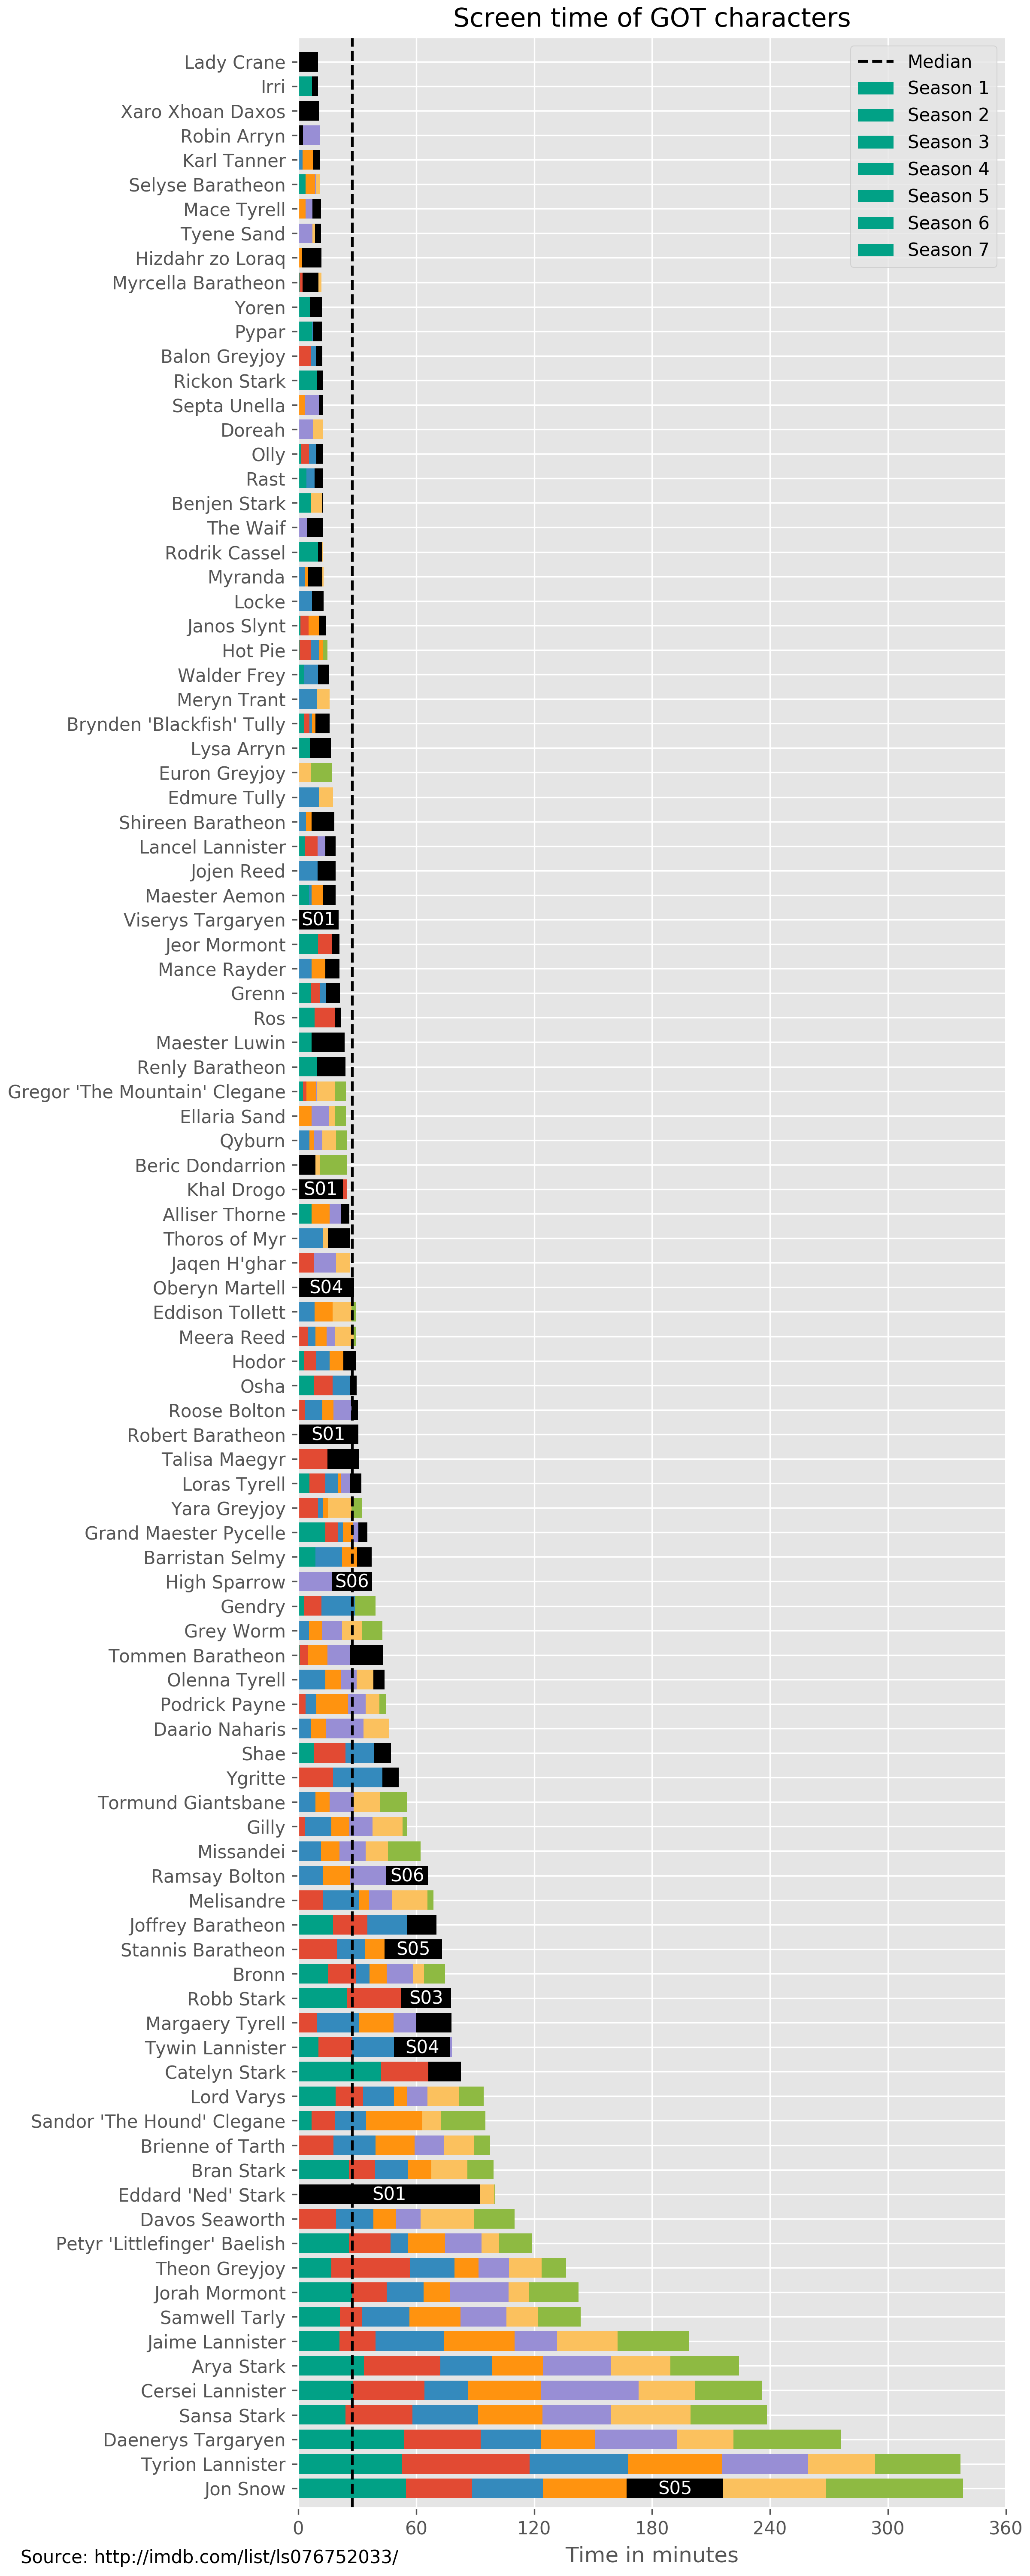 Screen time of GOT characters
Median
Season 1
Season 2
Season 3
Season 4
Season 5
Season 6
Season 7
Lady Crane
Irri
Xaro Xhoan Daxos
Robin Arryn
Karl Tanner
Selyse Baratheon
Mace Tyrell
Tyene Sand
Hizdahr zo Loraq
Myrcella Baratheon
Yoren
Pypar
Balon Greyjoy
Rickon Stark
Septa Unella
Doreah
Olly
Rast
Benjen Stark
The Waif
Rodrik Cassel
Myranda
Locke
Janos Slynt
Hot Pie
Walder Frey
Meryn Trant
Brynden 'Blackfish' Tully
Lysa Arryn
Euron Greyjoy
Edmure Tully
Shireen Baratheon
Lancel Lannister
Jojen Reed
Maester Aemon
Viserys Targaryen S01
Jeor Mormont
Mance Rayder
Grenn
Ros
Maester Luwin
Renly Baratheon
Gregor 'The Mountain' Clegane
Ellaria Sand
Qyburn
Beric Dondarrion
Khal Drogo S01
Alliser Thorne
Thoros of Myr
Jaqen H'ghar
Oberyn Martell S04
Eddison Tollett
Meera Reed
Hodor
Osha
Roose Bolton
Robert Baratheon S01
Talisa Maegyr
Loras Tyrell
Yara Greyjoy
Grand Maester Pycelle
Barristan Selmy
High Sparrow S06
Gendry
Grey Worm
Tommen Baratheon
Olenna Tyrell
Podrick Payne
Daario Naharis
Shae
Ygritte
Tormund Giantsbane
Gilly
Missandei
Ramsay Bolton S06
Melisandre
Joffrey Baratheon
Stannis Baratheon S05
Bronn
Robb Stark S03
Margaery Tyrell
Tywin Lannister S04
Catelyn Stark
Lord Varys
Sandor 'The Hound' Clegane
Brienne of Tarth
Bran Stark
Eddard 'Ned' Stark S01
Davos Seaworth
Petyr 'Littlefinger' Baelish
Theon Greyjoy
Jorah Mormont
Samwell Tarly
Jaime Lannister
Arya Stark
Cersei Lannister
Sansa Stark
Daenerys Targaryen
Tyrion Lannister
Jon Snow S05
0 60 120 180 240 300 360
Time in minutes
Source: http://imdb.com/list/ls076752033/